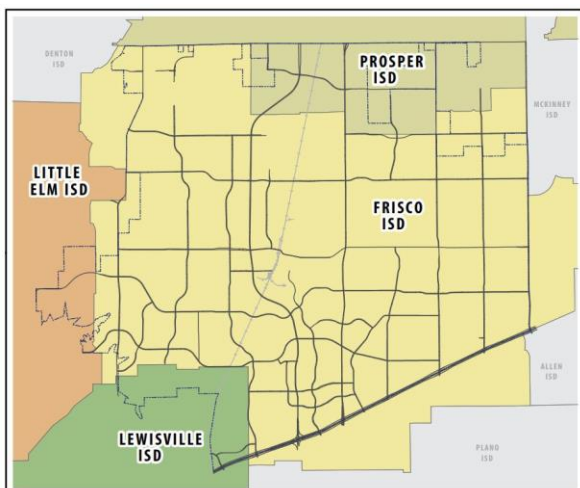 DENTON
ISD
PROSPER
ISD
MCKINNEY
ISD
LITTLE
ELM ISD
FRISCO
ISD
ALLEN
ISD
LEWISVILLE
ISD
PLANO
ISD